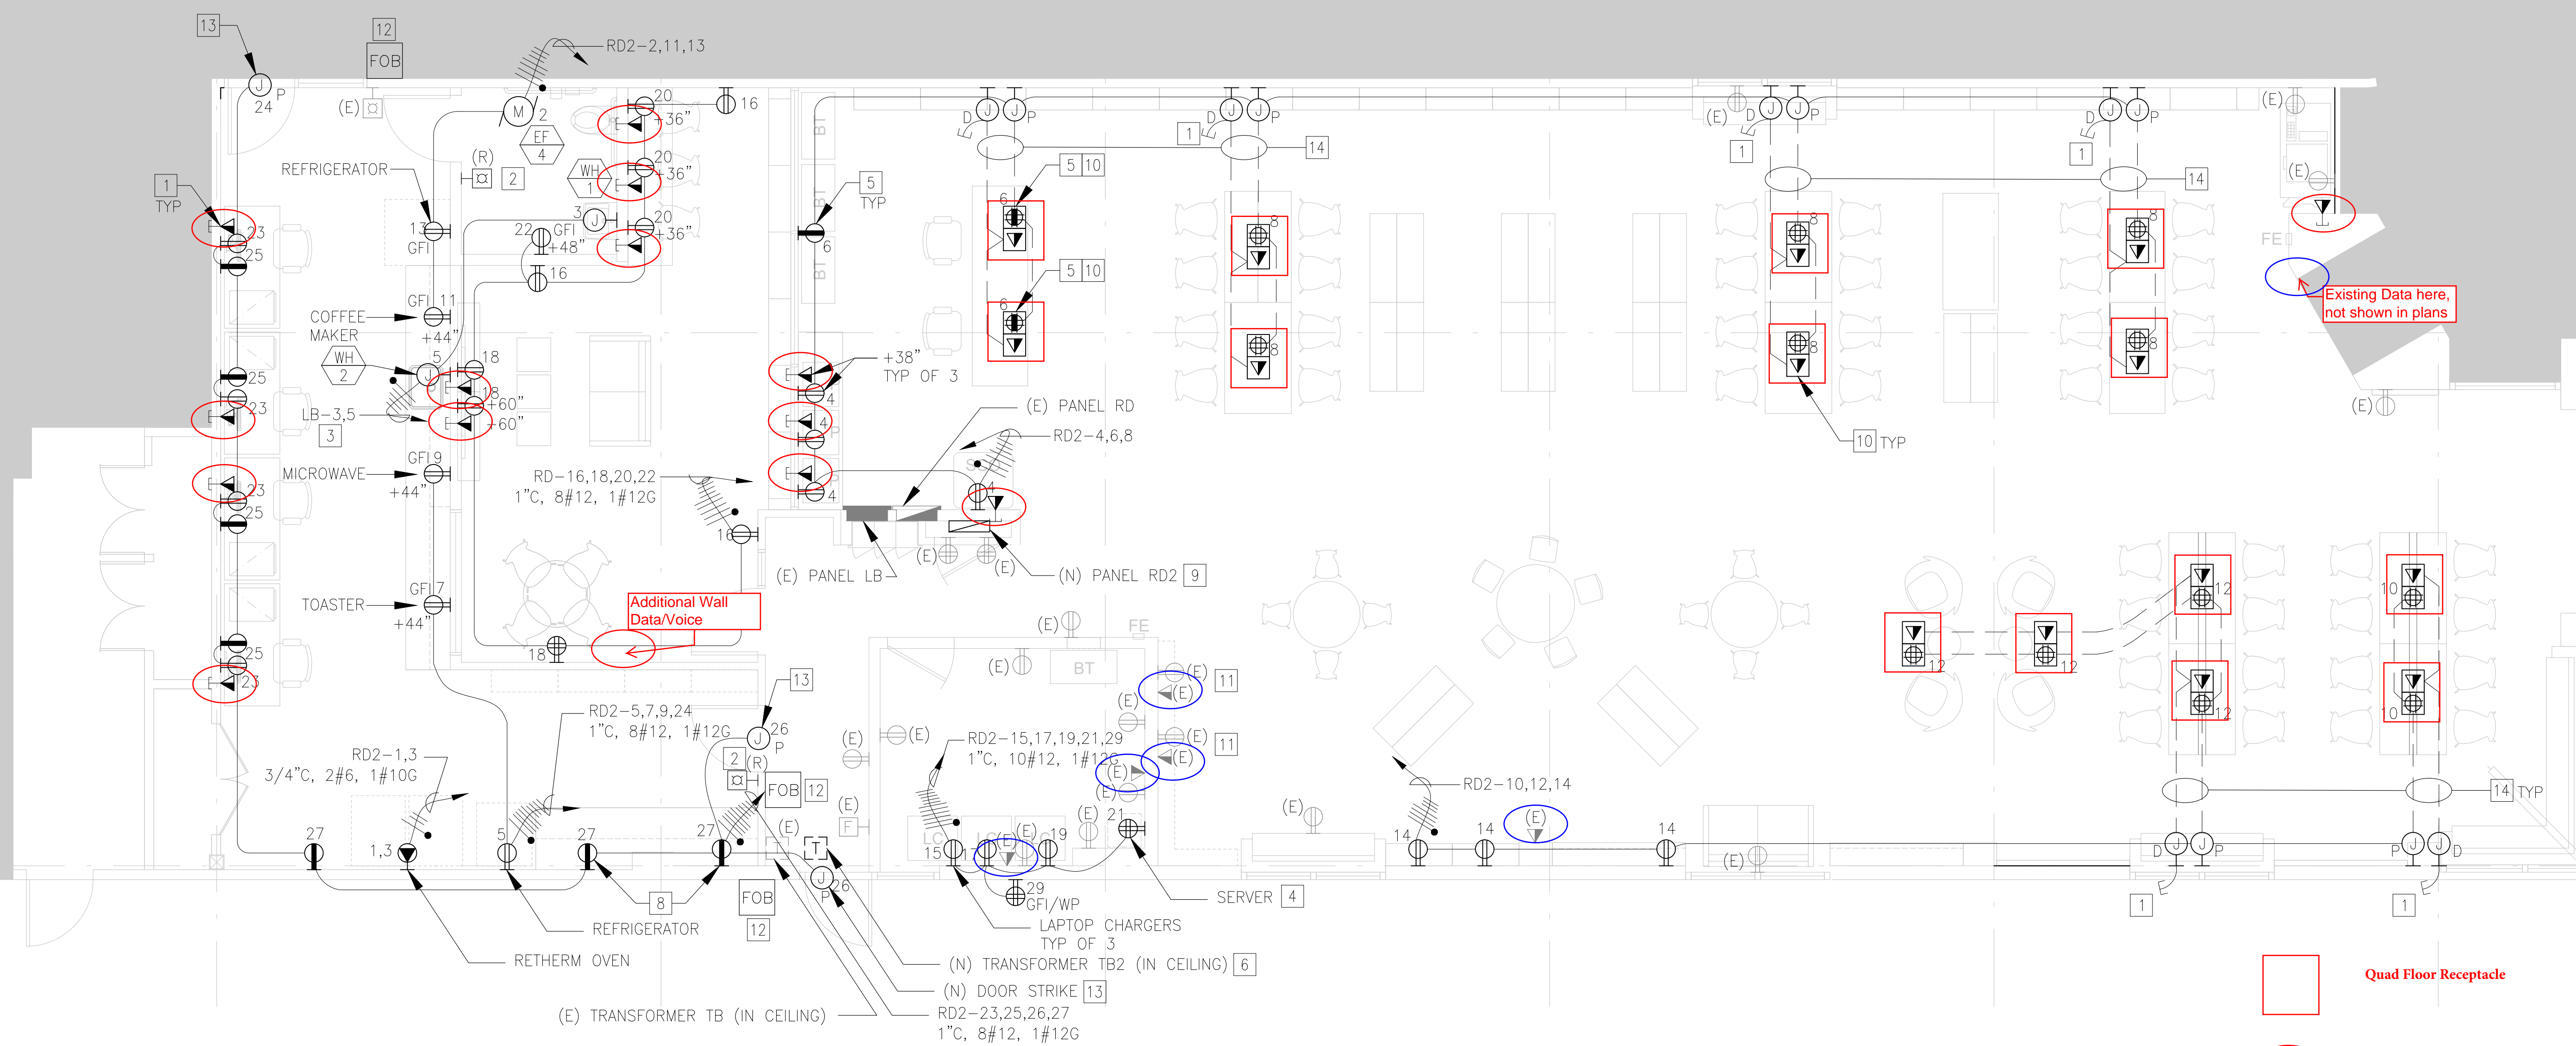 13
12
FOB
RD2-2,11,13
J P
24
(E)
M 2
EF
4
20
+36"
16
BT
D J J P
D J J P
(E) D J J P
D J J P
(E)
1
1
1
14
14
REFRIGERATOR
(R)
2
WH
1
20
+36"
5 10
5
TYP
1
TYP
BT
(E)
3 J
GFI
20
+36"
6
8
8
8
13
GFI
22
+48"
6
BT
FE
23
25
16
5 10
Existing Data here,
not shown in plans
GFI 11
+44"
COFFEE
MAKER
6
8
8
8
WH
2
5
J
18
+38"
TYP OF 3
25
23
18
+60"
+60"
4
LB-3,5
3
(E) PANEL RD
(E)
4
RD2-4,6,8
10 TYP
MICROWAVE
GFI 9
+44"
RD-16,18,20,22
1"C, 8#12, 1#12G
4
4
23
25
16
(E) PANEL LB
(E)
(E)
(N) PANEL RD2 9
TOASTER
GFI 7
+44"
Additional Wall
Data/Voice
12
10
(E)
FE
18
(E)
BT
12
12
25
23
(E)
(E)
11
12
10
13
RD2-5,7,9,24
1"C, 8#12, 1#12G
J 26
P
(E)
(E)
(E)
RD2-15,17,19,21,29
1"C, 10#12, 1#12G
(E)
(E)
11
RD2-1,3
3/4"C, 2#6, 1#10G
2
(R)
FOB 12
(E)
(E)
RD2-10,12,14
14 TYP
(E)
F
LC
LC
(E)
(E)
21
(E)
(E)
27
1,3
5
27
27
(E)
T
T
15
19
14
14
14
(E)
D J J P
P J J D
J 26
P
29
GFI/WP
SERVER 4
1
1
8
FOB
12
LAPTOP CHARGERS
TYP OF 3
REFRIGERATOR
RETHERM OVEN
(N) TRANSFORMER TB2 (IN CEILING) 6
Quad Floor Receptacle
(N) DOOR STRIKE 13
(E) TRANSFORMER TB (IN CEILING)
RD2-23,25,26,27
1"C, 8#12, 1#12G